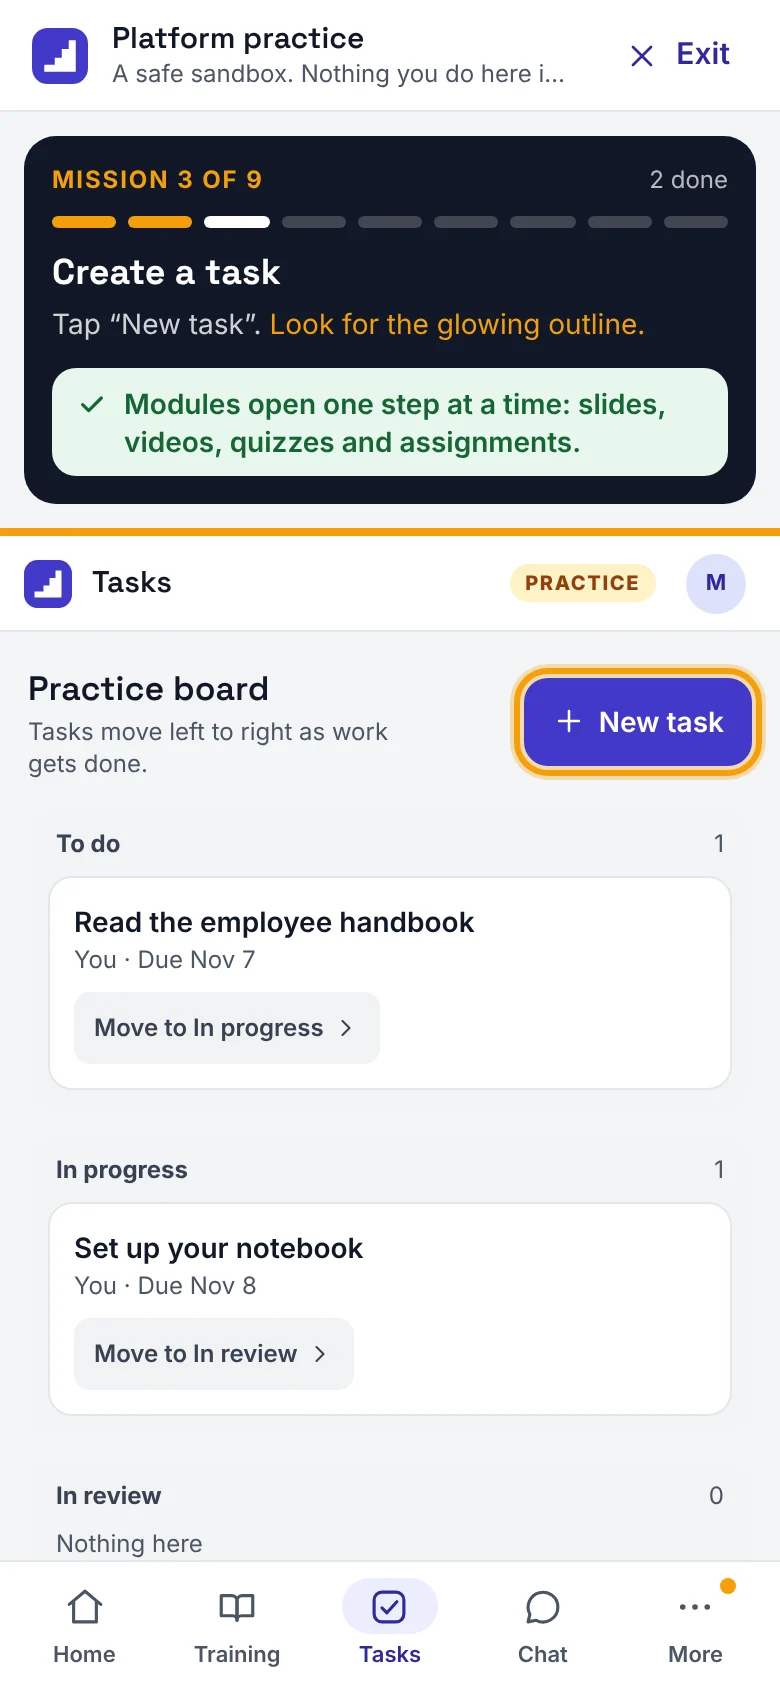 Platform practice
A safe sandbox. Nothing you do here i...
Exit
MISSION 3 OF 9
2 done
Create a task
Tap “New task”. Look for the glowing outline.
Modules open one step at a time: slides,
videos, quizzes and assignments.
Tasks
PRACTICE
M
Practice board
Tasks move left to right as work
gets done.
New task
To do
1
Read the employee handbook
You · Due Nov 7
Move to In progress
In progress
1
Set up your notebook
You · Due Nov 8
Move to In review
In review
0
Nothing here
Home
Training
Tasks
Chat
More